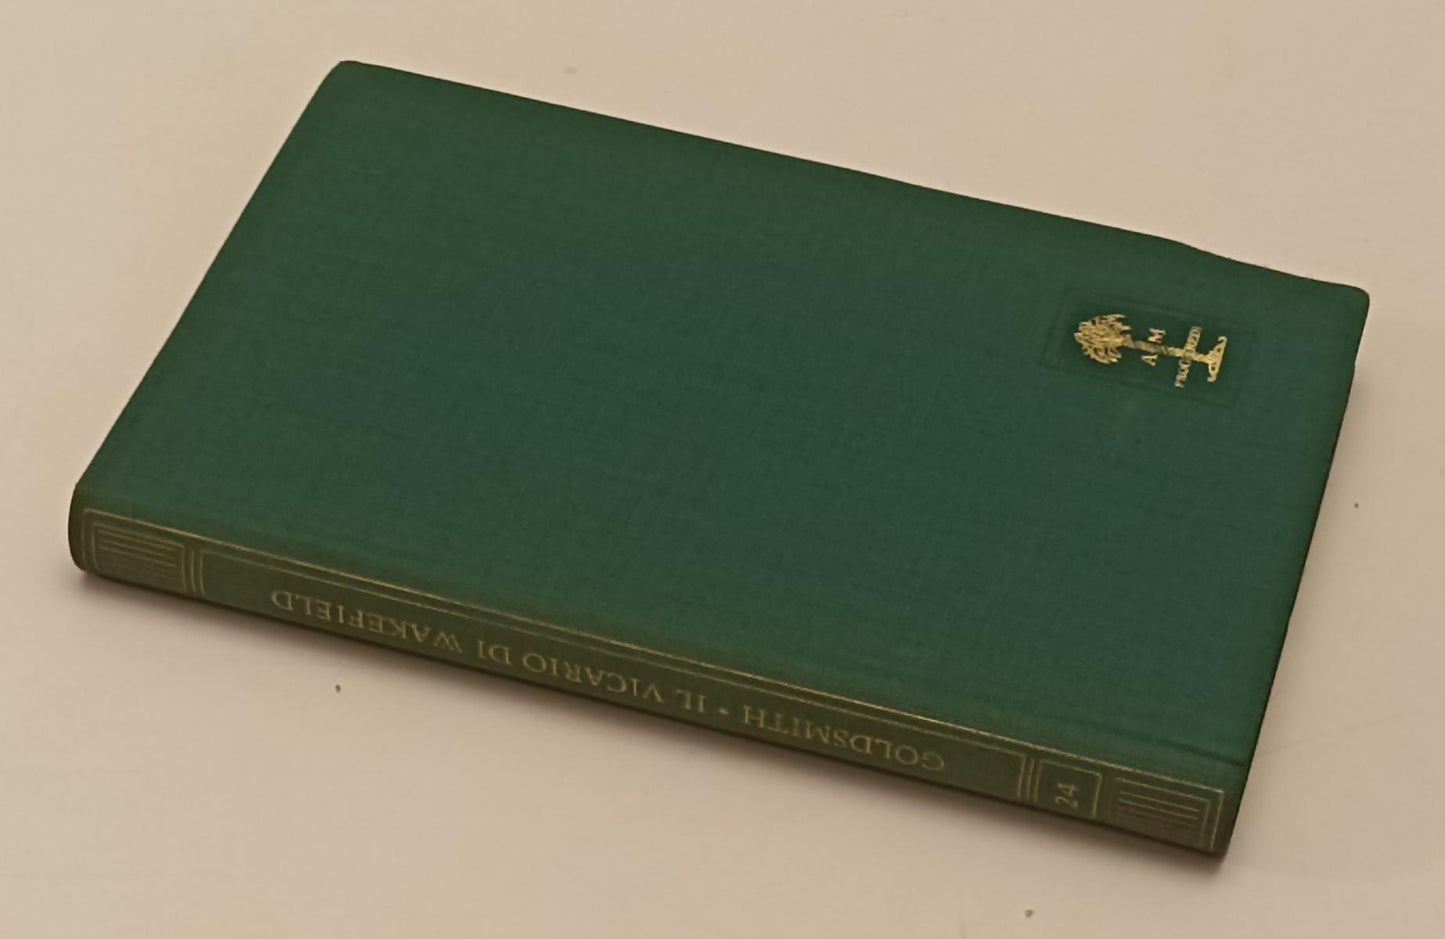 A M
GOLDSMITH • IL VICARIO DI WAKEFIELD
24